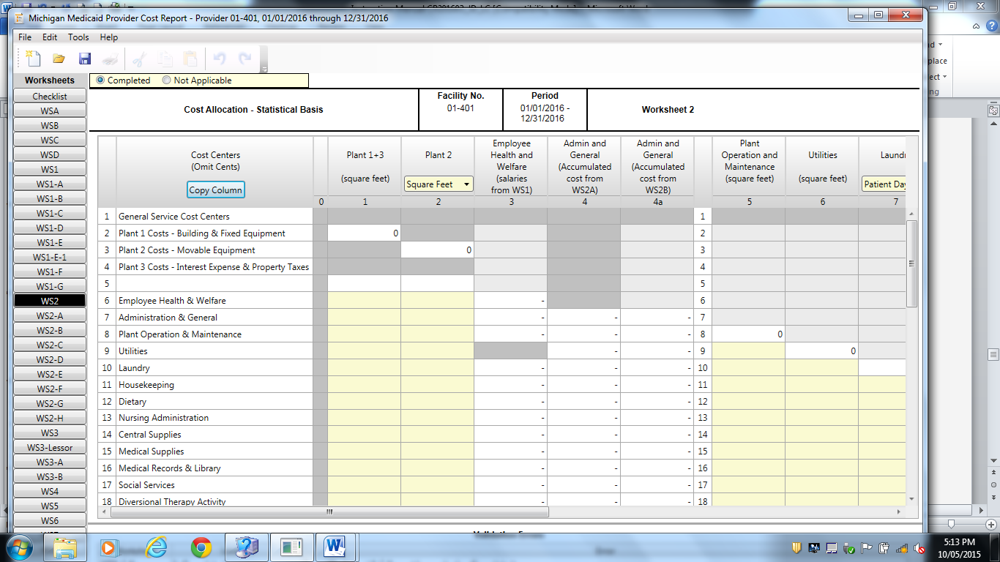 Michigan Medicaid Provider Cost Report - Provider 01-401, 01/01/2016 through 12/31/2016
File Edit Tools Help
Worksheets
Completed Not Applicable
Checklist
WSA
WSB
WSC
WSD
WS1
WS1-A
WS1-B
WS1-C
WS1-D
WS1-E
WS1-E-1
WS1-F
WS1-G
WS2
WS2-A
WS2-B
WS2-C
WS2-D
WS2-E
WS2-F
WS2-G
WS2-H
WS3
WS3-Lessor
WS3-A
WS3-B
WS4
WS5
WS6
Cost Allocation - Statistical Basis
Facility No.
01-401
Period
01/01/2016 -
12/31/2016
Worksheet 2
Cost Centers
(Omit Cents)
Copy Column
0
Plant 1+3
(square feet)
1
Plant 2
Square Feet
2
Employee
Health and
Welfare
(salaries
from WS1)
3
Admin and
General
(Accumulated
cost from
WS2A)
4
Admin and
General
(Accumulated
cost from
WS2B)
4a
Plant
Operation and
Maintenance
(square feet)
5
Utilities
(square feet)
6
Laundr
Patient Day
7
1 General Service Cost Centers 1
2 Plant 1 Costs - Building & Fixed Equipment 0 2
3 Plant 2 Costs - Movable Equipment 0 3
4 Plant 3 Costs - Interest Expense & Property Taxes 4
5 5
6 Employee Health & Welfare - 6
7 Administration & General - - - 7
8 Plant Operation & Maintenance - - - 8 0
9 Utilities - - 9 0
10 Laundry - - - 10
11 Housekeeping - - - 11
12 Dietary - - - 12
13 Nursing Administration - - - 13
14 Central Supplies - - - 14
15 Medical Supplies - - - 15
16 Medical Records & Library - - - 16
17 Social Services - - - 17
18 Diversional Therapy Activity - - - 18
5:13 PM
10/05/2015